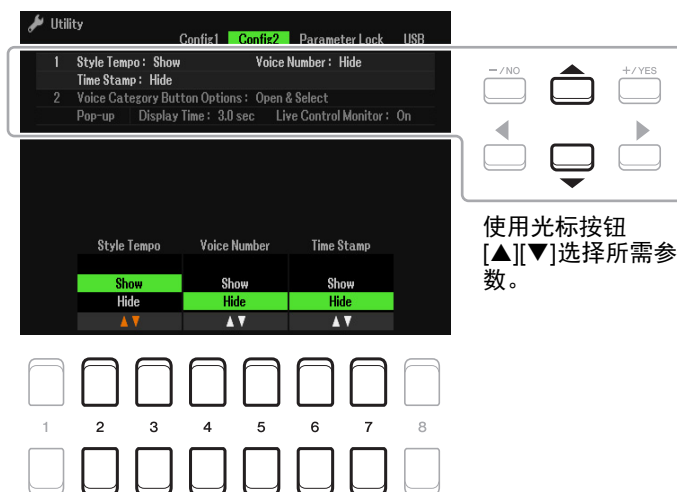 Utility
Config1 Config2 Parameter Lock USB
1 Style Tempo : Show Voice Number : Hide
Time Stamp : Hide
2 Voice Category Button Options : Open & Select
Pop-up Display Time : 3.0 sec Live Control Monitor : On
-/NO +/YES
使用光标按钮
[▲][▼]选择所需参
数。
Style Tempo Voice Number Time Stamp
Show Show Show
Hide Hide Hide
1 2 3 4 5 6 7 8